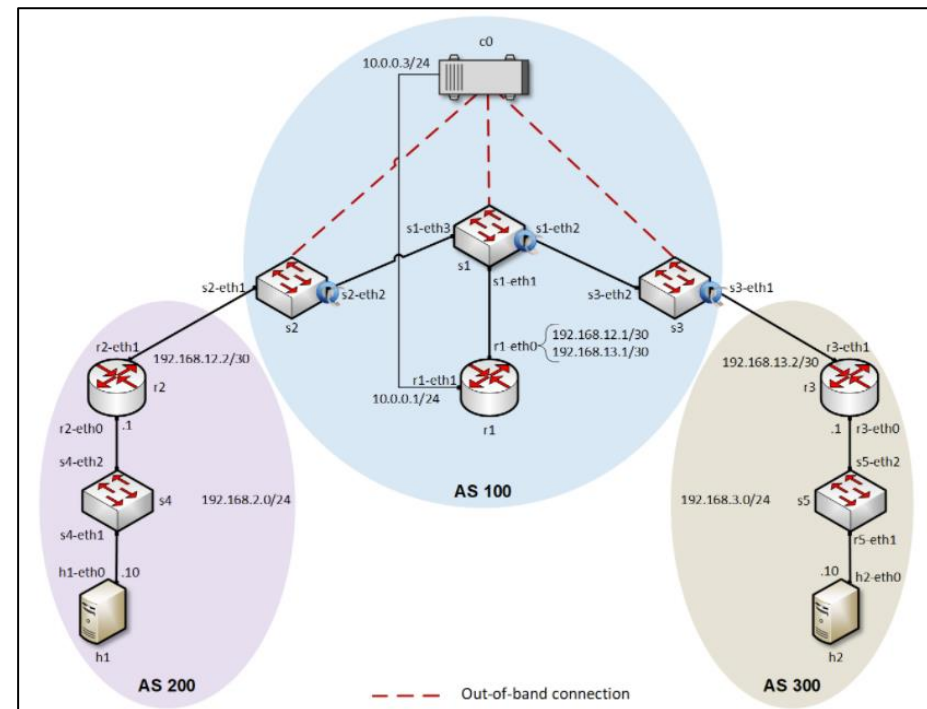 c0
10.0.0.3/24
s1-eth3
s1-eth2
s1
s2-eth1
s2-eth2
s1-eth1
s3-eth2
s3-eth1
s2
s3
r2-eth1
192.168.12.2/30
r1-eth0
192.168.12.1/30
192.168.13.1/30
192.168.13.2/30
r3-eth1
r2
r1-eth1
10.0.0.1/24
r3
r2-eth0
.1
r1
.1
r3-eth0
s4-eth2
s5-eth2
s4
192.168.2.0/24
AS 100
192.168.3.0/24
s5
s4-eth1
r5-eth1
h1-eth0
.10
.10
h2-eth0
h1
h2
AS 200
Out-of-band connection
AS 300